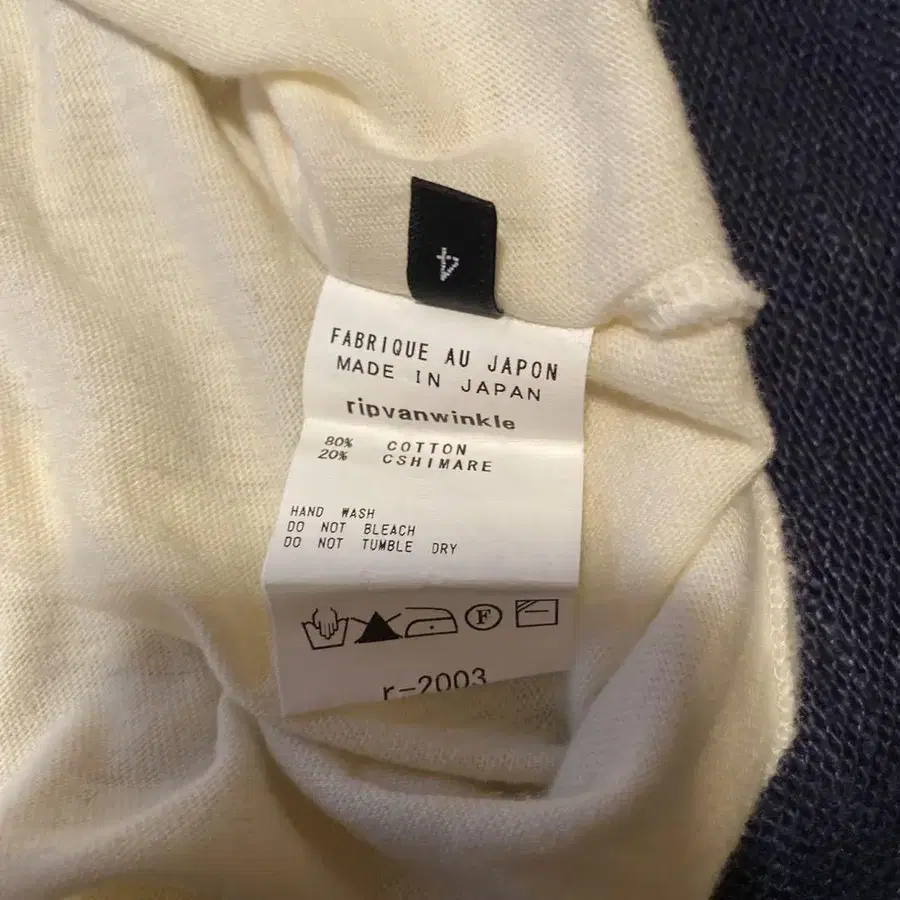 4
FABRIQUE AU JAPON
MADE IN JAPAN
ripvanwinkle
80% COTTON
20% CSHIMARE
HAND WASH
DO NOT BLEACH
DO NOT TUMBLE DRY
F
r-2003